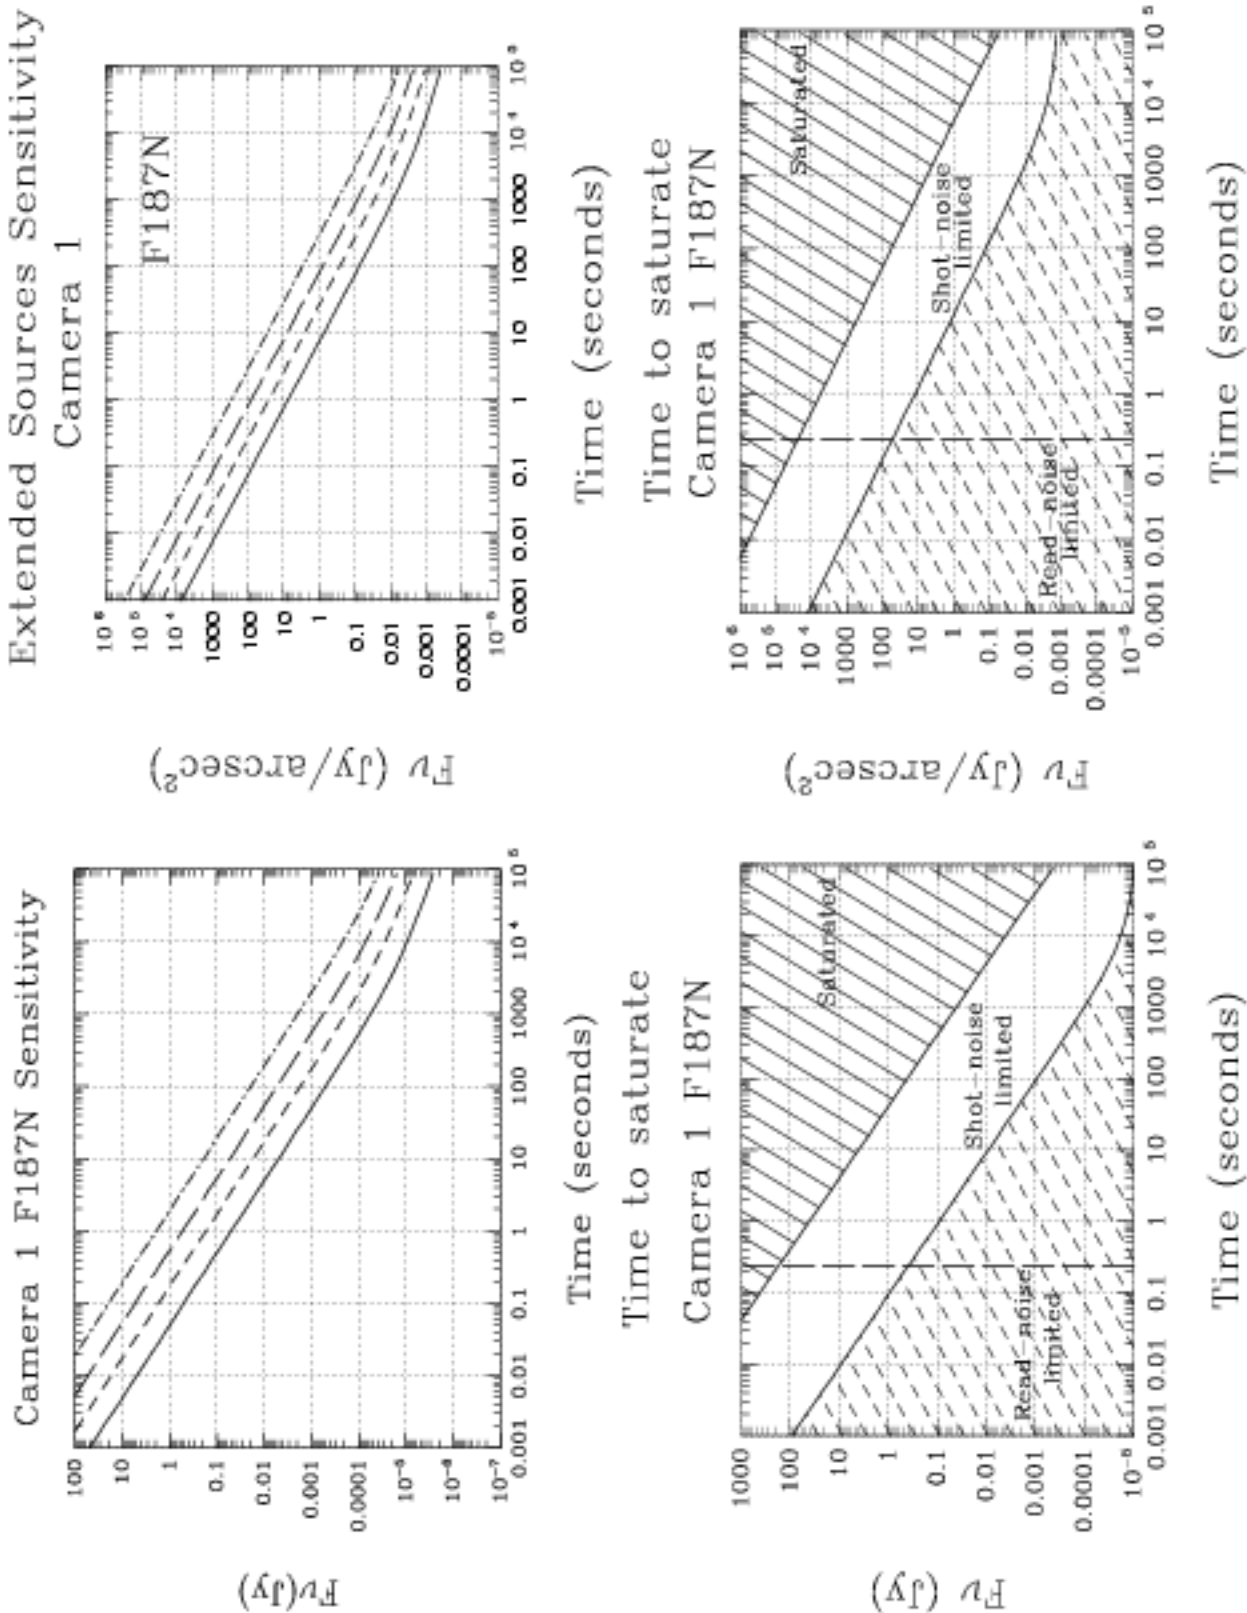 Camera 1 F187N Sensitivity
Fν(Jy)
100
10
1
0.1
0.01
0.001
0.0001
10⁻⁵
10⁻⁶
10⁻⁷
0.001 0.01 0.1 1 10 100 1000 10⁴ 10⁵
Time (seconds)
Extended Sources Sensitivity
Camera 1
F187N
Fν (Jy/arcsec²)
10⁶
10⁵
10⁴
1000
100
10
1
0.1
0.01
0.001
0.0001
10⁻⁵
0.001 0.01 0.1 1 10 100 1000 10⁴ 10⁵
Time (seconds)
Time to saturate
Camera 1 F187N
Fν (Jy)
1000
100
10
1
0.1
0.01
0.001
0.0001
10⁻⁵
Saturated
Shot-noise
limited
Read-noise
limited
0.001 0.01 0.1 1 10 100 1000 10⁴ 10⁵
Time (seconds)
Time to saturate
Camera 1 F187N
Fν (Jy/arcsec²)
10⁶
10⁵
10⁴
1000
100
10
1
0.1
0.01
0.001
0.0001
10⁻⁵
Saturated
Shot-noise
limited
Read-noise
limited
0.001 0.01 0.1 1 10 100 1000 10⁴ 10⁵
Time (seconds)